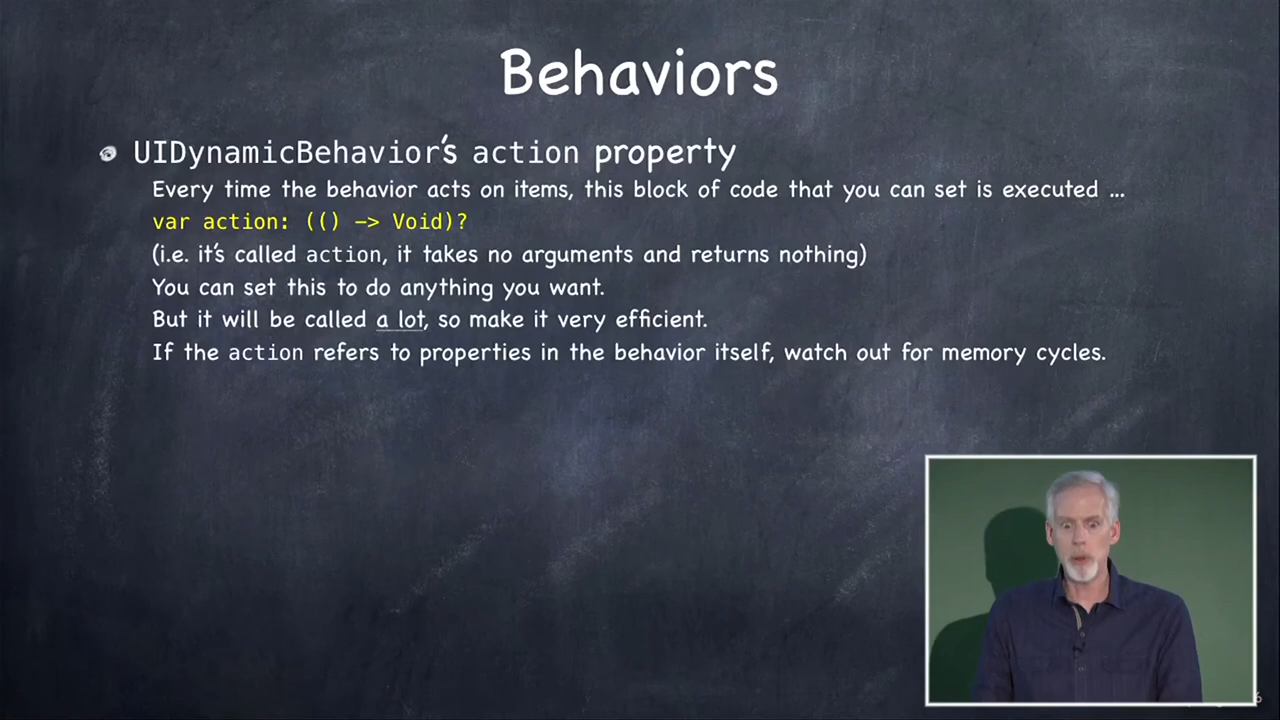 Behaviors
UIDynamicBehavior's action property
Every time the behavior acts on items, this block of code that you can set is executed ...
var action: (() -> Void)?
(i.e. it's called action, it takes no arguments and returns nothing)
You can set this to do anything you want.
But it will be called a lot, so make it very efficient.
If the action refers to properties in the behavior itself, watch out for memory cycles.